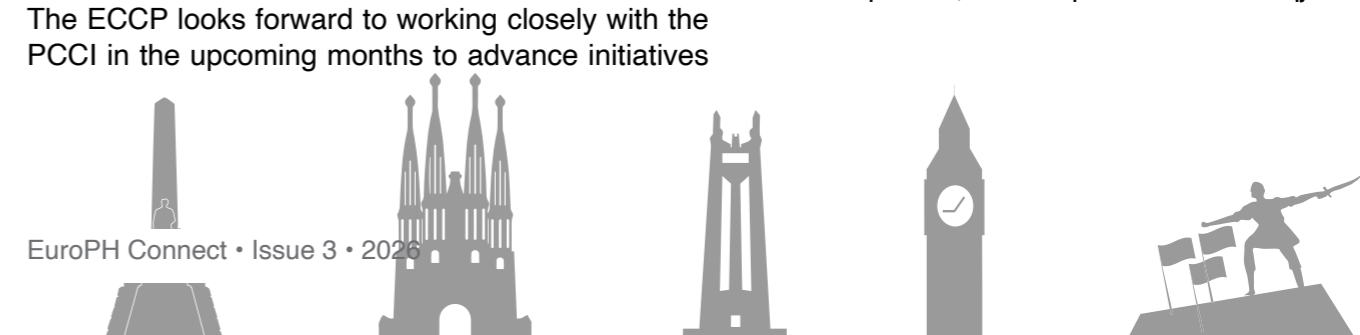 The ECCP looks forward to working closely with the
PCCI in the upcoming months to advance initiatives
EuroPH Connect • Issue 3 • 2026